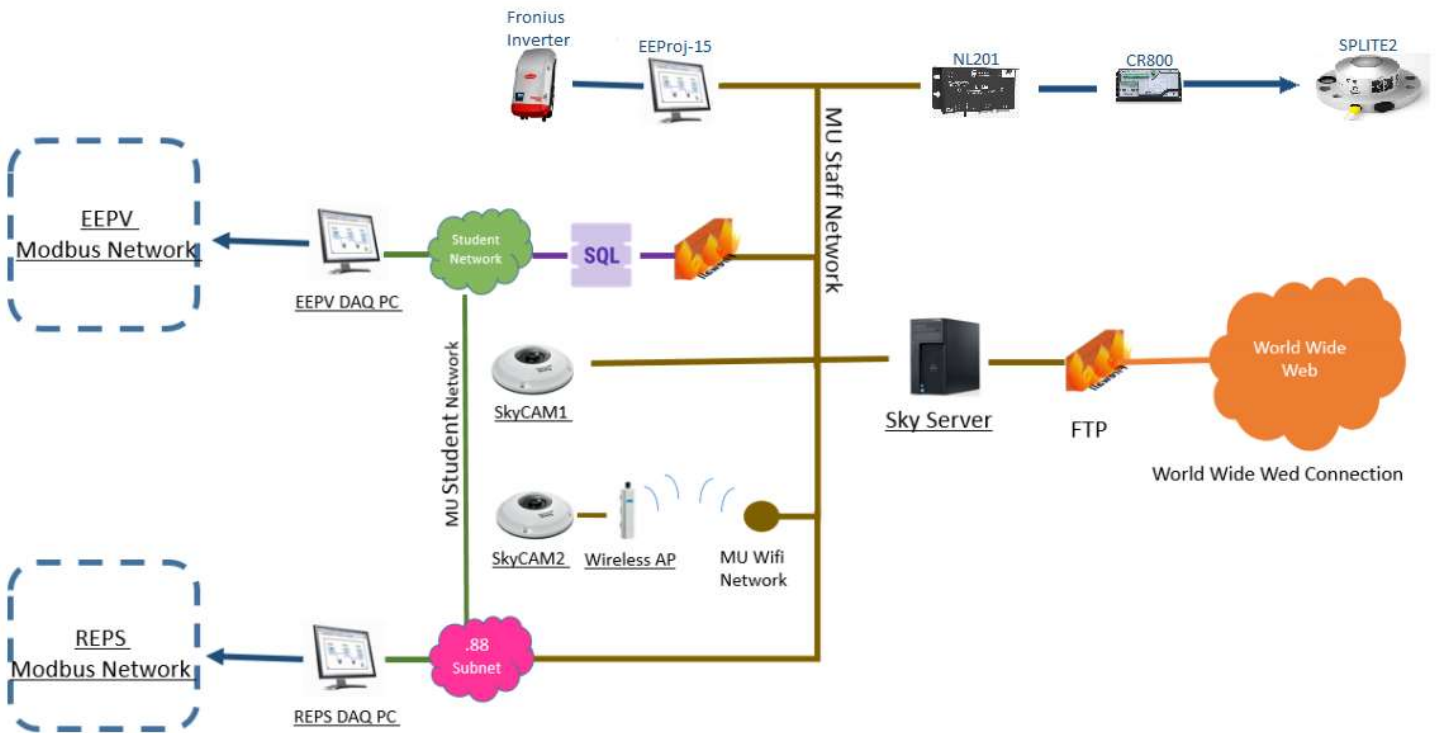 Fronius
Inverter
EEProj-15
NL201
CR800
SPLITE2
MU Staff Network
EEPV
Modbus Network
EEPV DAQ PC
Student
Network
SQL
MU Student Network
SkyCAM1
Sky Server
FTP
World Wide
Web
World Wide Wed Connection
SkyCAM2
Wireless AP
MU Wifi
Network
REPS
Modbus Network
REPS DAQ PC
.88
Subnet